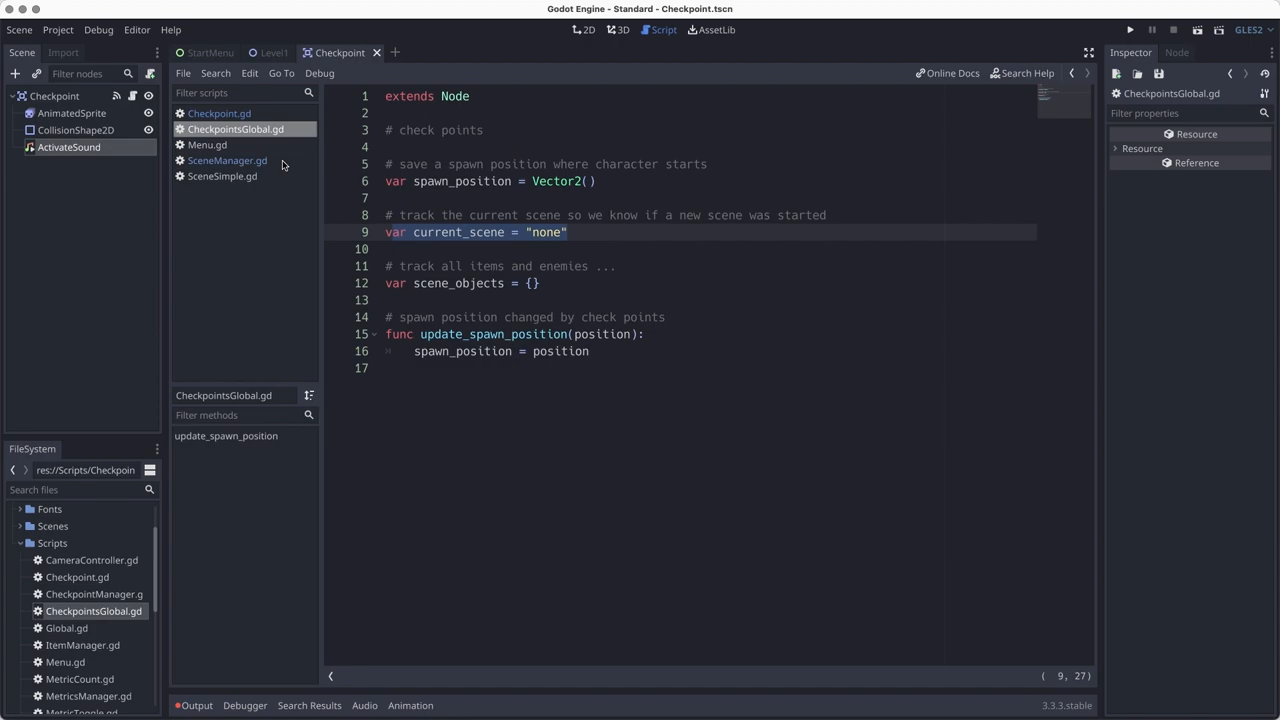 Godot Engine - Standard - Checkpoint.tscn
Scene Project Debug Editor Help
2D 3D Script AssetLib
GLES2
Scene Import
StartMenu Level1 Checkpoint
Inspector Node
Filter nodes
File Search Edit Go To Debug
Online Docs Search Help
Checkpoint
AnimatedSprite
CollisionShape2D
ActivateSound
Filter scripts
Checkpoint.gd
CheckpointsGlobal.gd
Menu.gd
SceneManager.gd
SceneSimple.gd
CheckpointsGlobal.gd
Filter methods
update_spawn_position
1 extends Node
2
3 # check points
4
5 # save a spawn position where character starts
6 var spawn_position = Vector2()
7
8 # track the current scene so we know if a new scene was started
9 var current_scene = "none"
10
11 # track all items and enemies ...
12 var scene_objects = {}
13
14 # spawn position changed by check points
15 func update_spawn_position(position):
16 spawn_position = position
17
CheckpointsGlobal.gd
Filter properties
Resource
Resource
Reference
FileSystem
res://Scripts/Checkpoin
Search files
Fonts
Scenes
Scripts
CameraController.gd
Checkpoint.gd
CheckpointManager.g
CheckpointsGlobal.gd
Global.gd
ItemManager.gd
Menu.gd
MetricCount.gd
MetricsManager.gd
MetricToggle.gd
( 9, 27)
Output Debugger Search Results Audio Animation
3.3.3.stable